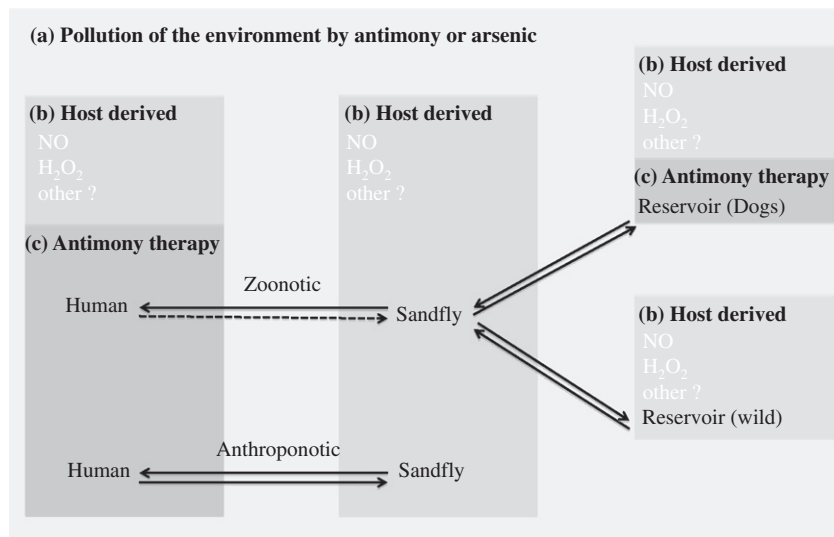 (a) Pollution of the environment by antimony or arsenic
(b) Host derived
NO
H₂O₂
other ?
(c) Antimony therapy
Human
Zoonotic
Human
Anthroponotic
(b) Host derived
NO
H₂O₂
other ?
Sandfly
Sandfly
(b) Host derived
NO
H₂O₂
other ?
(c) Antimony therapy
Reservoir (Dogs)
(b) Host derived
NO
H₂O₂
other ?
Reservoir (wild)